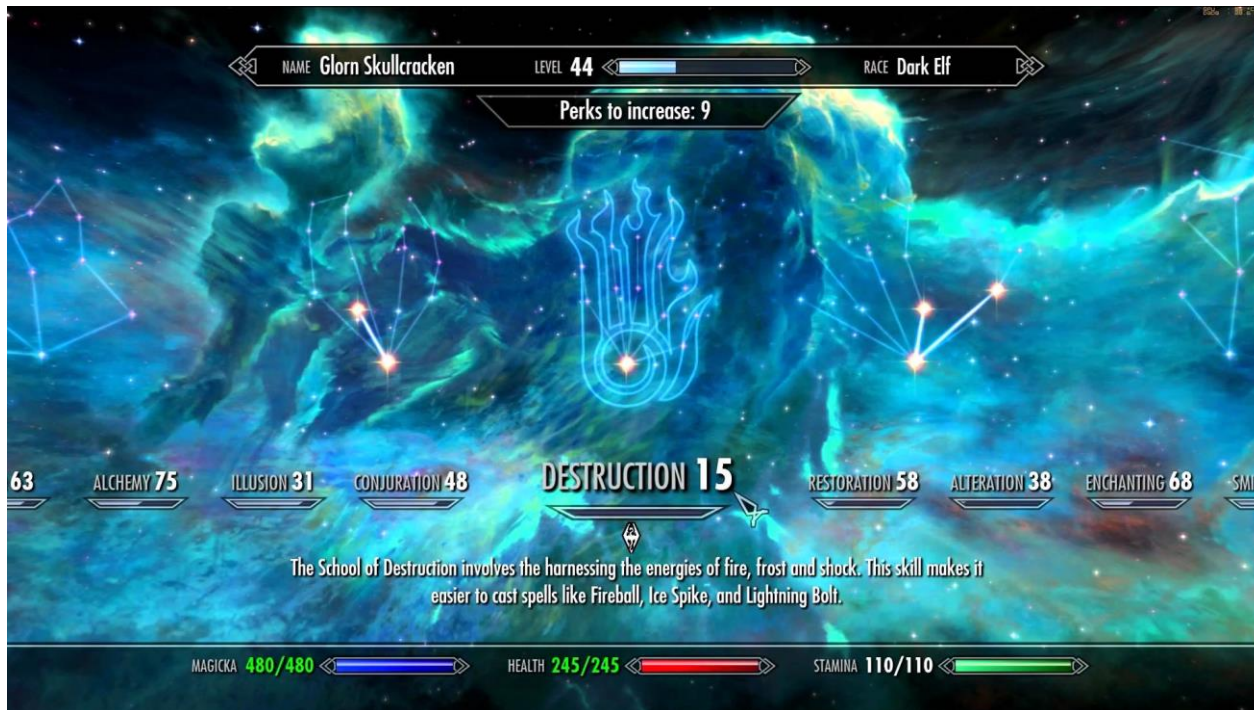 NAME Glorn Skullcracken LEVEL 44 RACE Dark Elf
Perks to increase: 9
63 ALCHEMY 75 ILLUSION 31 CONJURATION 48 DESTRUCTION 15 RESTORATION 58 ALTERATION 38 ENCHANTING 68 SMI
The School of Destruction involves the harnessing the energies of fire, frost and shock. This skill makes it
easier to cast spells like Fireball, Ice Spike, and Lightning Bolt.
MAGICKA 480/480 HEALTH 245/245 STAMINA 110/110